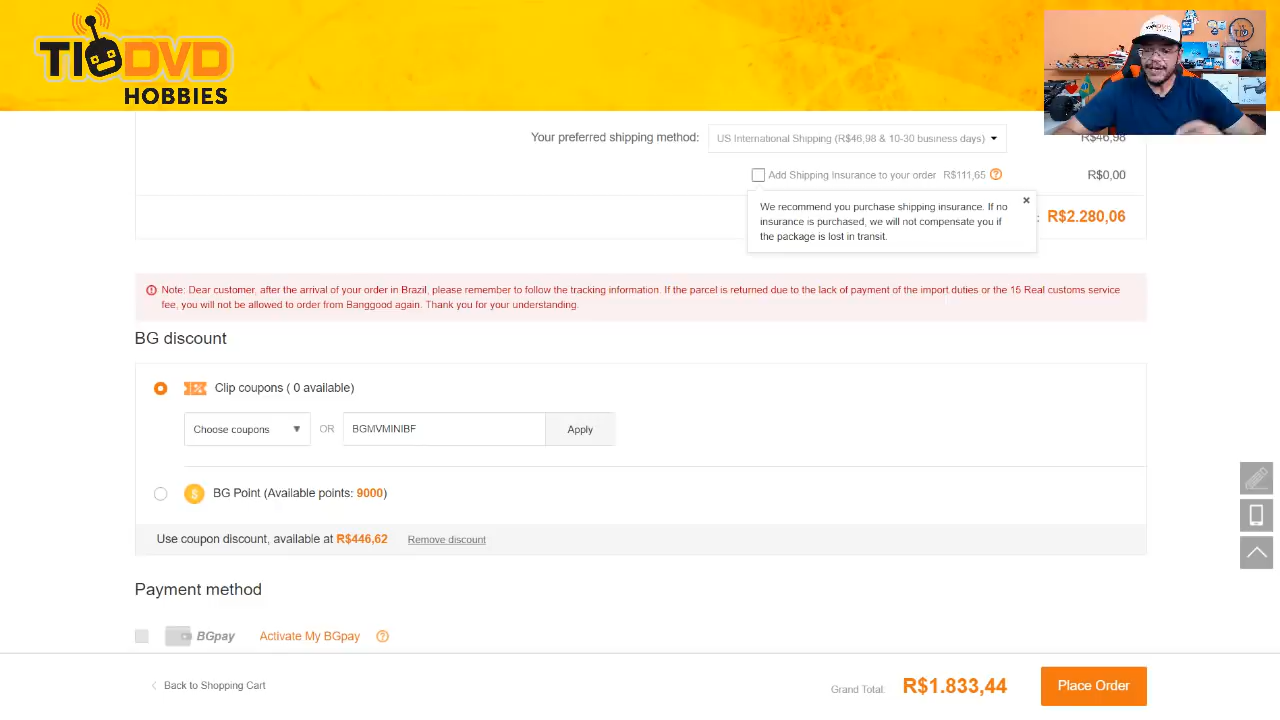 TIODVD
HOBBIES
Your preferred shipping method: US International Shipping (R$46,98 & 10-30 business days) R$46,98
Add Shipping Insurance to your order R$111,65 R$0,00
We recommend you purchase shipping insurance. If no
insurance is purchased, we will not compensate you if
the package is lost in transit.
: R$2.280,06
Note: Dear customer, after the arrival of your order in Brazil, please remember to follow the tracking information. If the parcel is returned due to the lack of payment of the import duties or the 15 Real customs service
fee, you will not be allowed to order from Banggood again. Thank you for your understanding.
BG discount
Clip coupons ( 0 available)
Choose coupons OR BGMVMINIBF Apply
BG Point (Available points: 9000)
Use coupon discount, available at R$446,62 Remove discount
Payment method
BGpay Activate My BGpay
Back to Shopping Cart Grand Total: R$1.833,44 Place Order